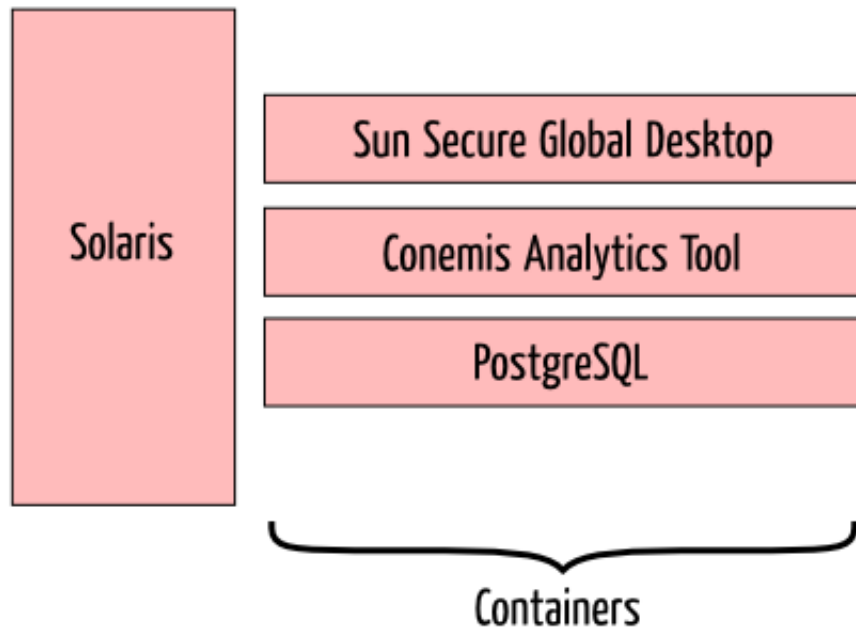 Solaris
Sun Secure Global Desktop
Conemis Analytics Tool
PostgreSQL
Containers